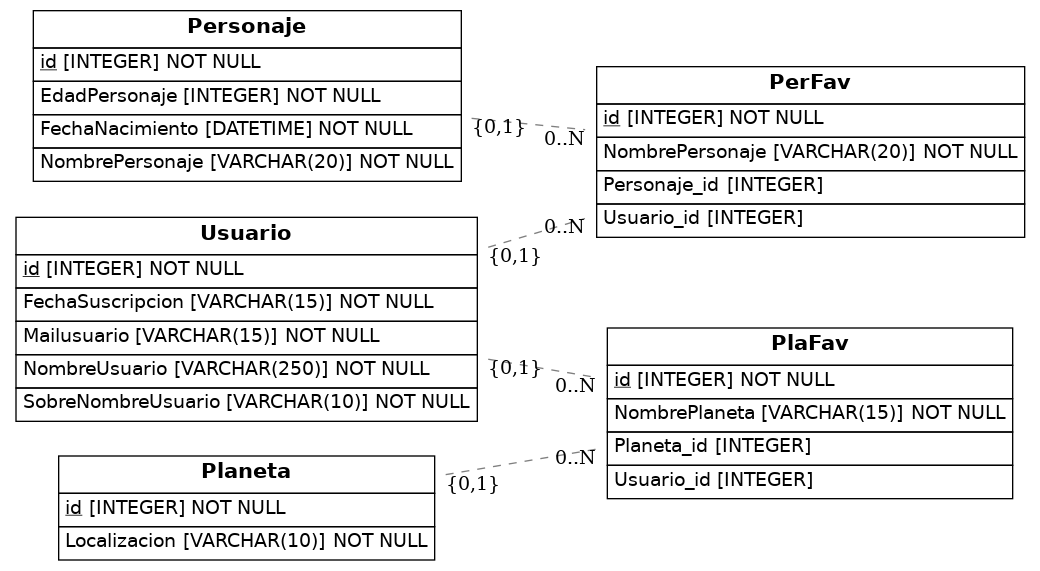 Personaje
id [INTEGER] NOT NULL
EdadPersonaje [INTEGER] NOT NULL
FechaNacimiento [DATETIME] NOT NULL
NombrePersonaje [VARCHAR(20)] NOT NULL
{0,1}
0..N
PerFav
id [INTEGER] NOT NULL
NombrePersonaje [VARCHAR(20)] NOT NULL
Personaje_id [INTEGER]
Usuario_id [INTEGER]
Usuario
id [INTEGER] NOT NULL
FechaSuscripcion [VARCHAR(15)] NOT NULL
Mailusuario [VARCHAR(15)] NOT NULL
NombreUsuario [VARCHAR(250)] NOT NULL
SobreNombreUsuario [VARCHAR(10)] NOT NULL
{0,1}
0..N
{0,1}
0..N
PlaFav
id [INTEGER] NOT NULL
NombrePlaneta [VARCHAR(15)] NOT NULL
Planeta_id [INTEGER]
Usuario_id [INTEGER]
Planeta
id [INTEGER] NOT NULL
Localizacion [VARCHAR(10)] NOT NULL
{0,1}
0..N